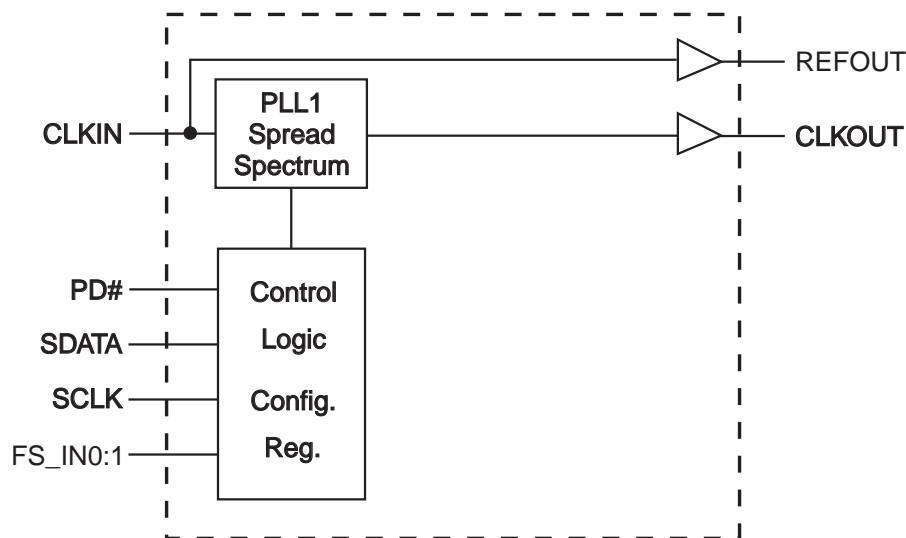 REFOUT
PLL1
Spread
Spectrum
CLKIN
CLKOUT
PD#
SDATA
SCLK
FS_IN0:1
Control
Logic
Config.
Reg.